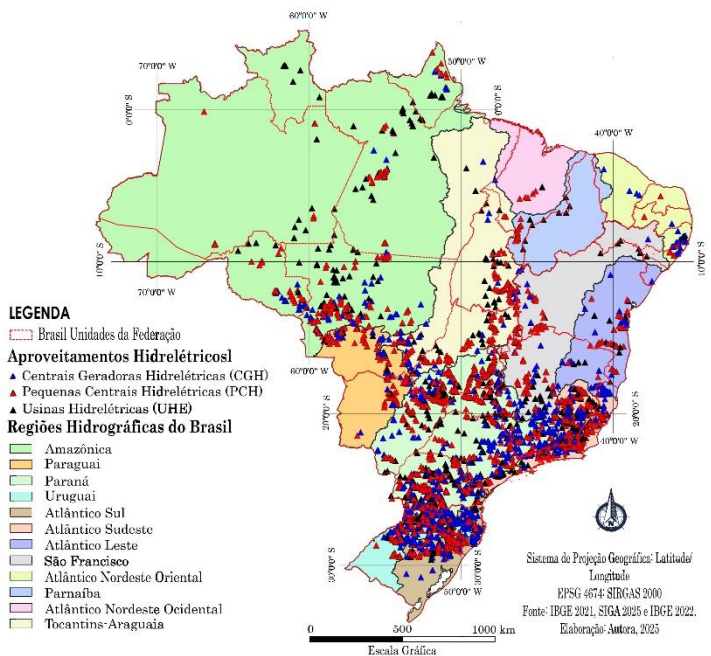 60°0'0" W
70°0'0" W
50°0'0" W
0°0'0" S
0°0'0" S
40°0'0" W
10°0'0" S
10°0'0" S
70°0'0" W
LEGENDA
Brasil Unidades da Federação
Aproveitamentos HidrelétricosI
Centrais Geradoras Hidrelétricas (CGH)
Pequenas Centrais Hidrelétricas (PCH)
Usinas Hidrelétricas (UHE)
Regiões Hidrográficas do Brasil
Amazônica
Paraguai
Paraná
Uruguai
Atlântico Sul
Atlântico Sudeste
Atlântico Leste
São Francisco
Atlântico Nordeste Oriental
Parnaíba
Atlântico Nordeste Ocidental
Tocantins-Araguaia
60°0'0" W
20°0'0" S
20°0'0" S
40°0'0" W
30°0'0" S
30°0'0" S
50°0'0" W
N
Sistema de Projeção Geográfica: Latitude/
Longitude
EPSG 4674: SIRGAS 2000
Fonte: IBGE 2021, SIGA 2025 e IBGE 2022.
Elaboração: Autora, 2025
0 500 1000 km
Escala Gráfica